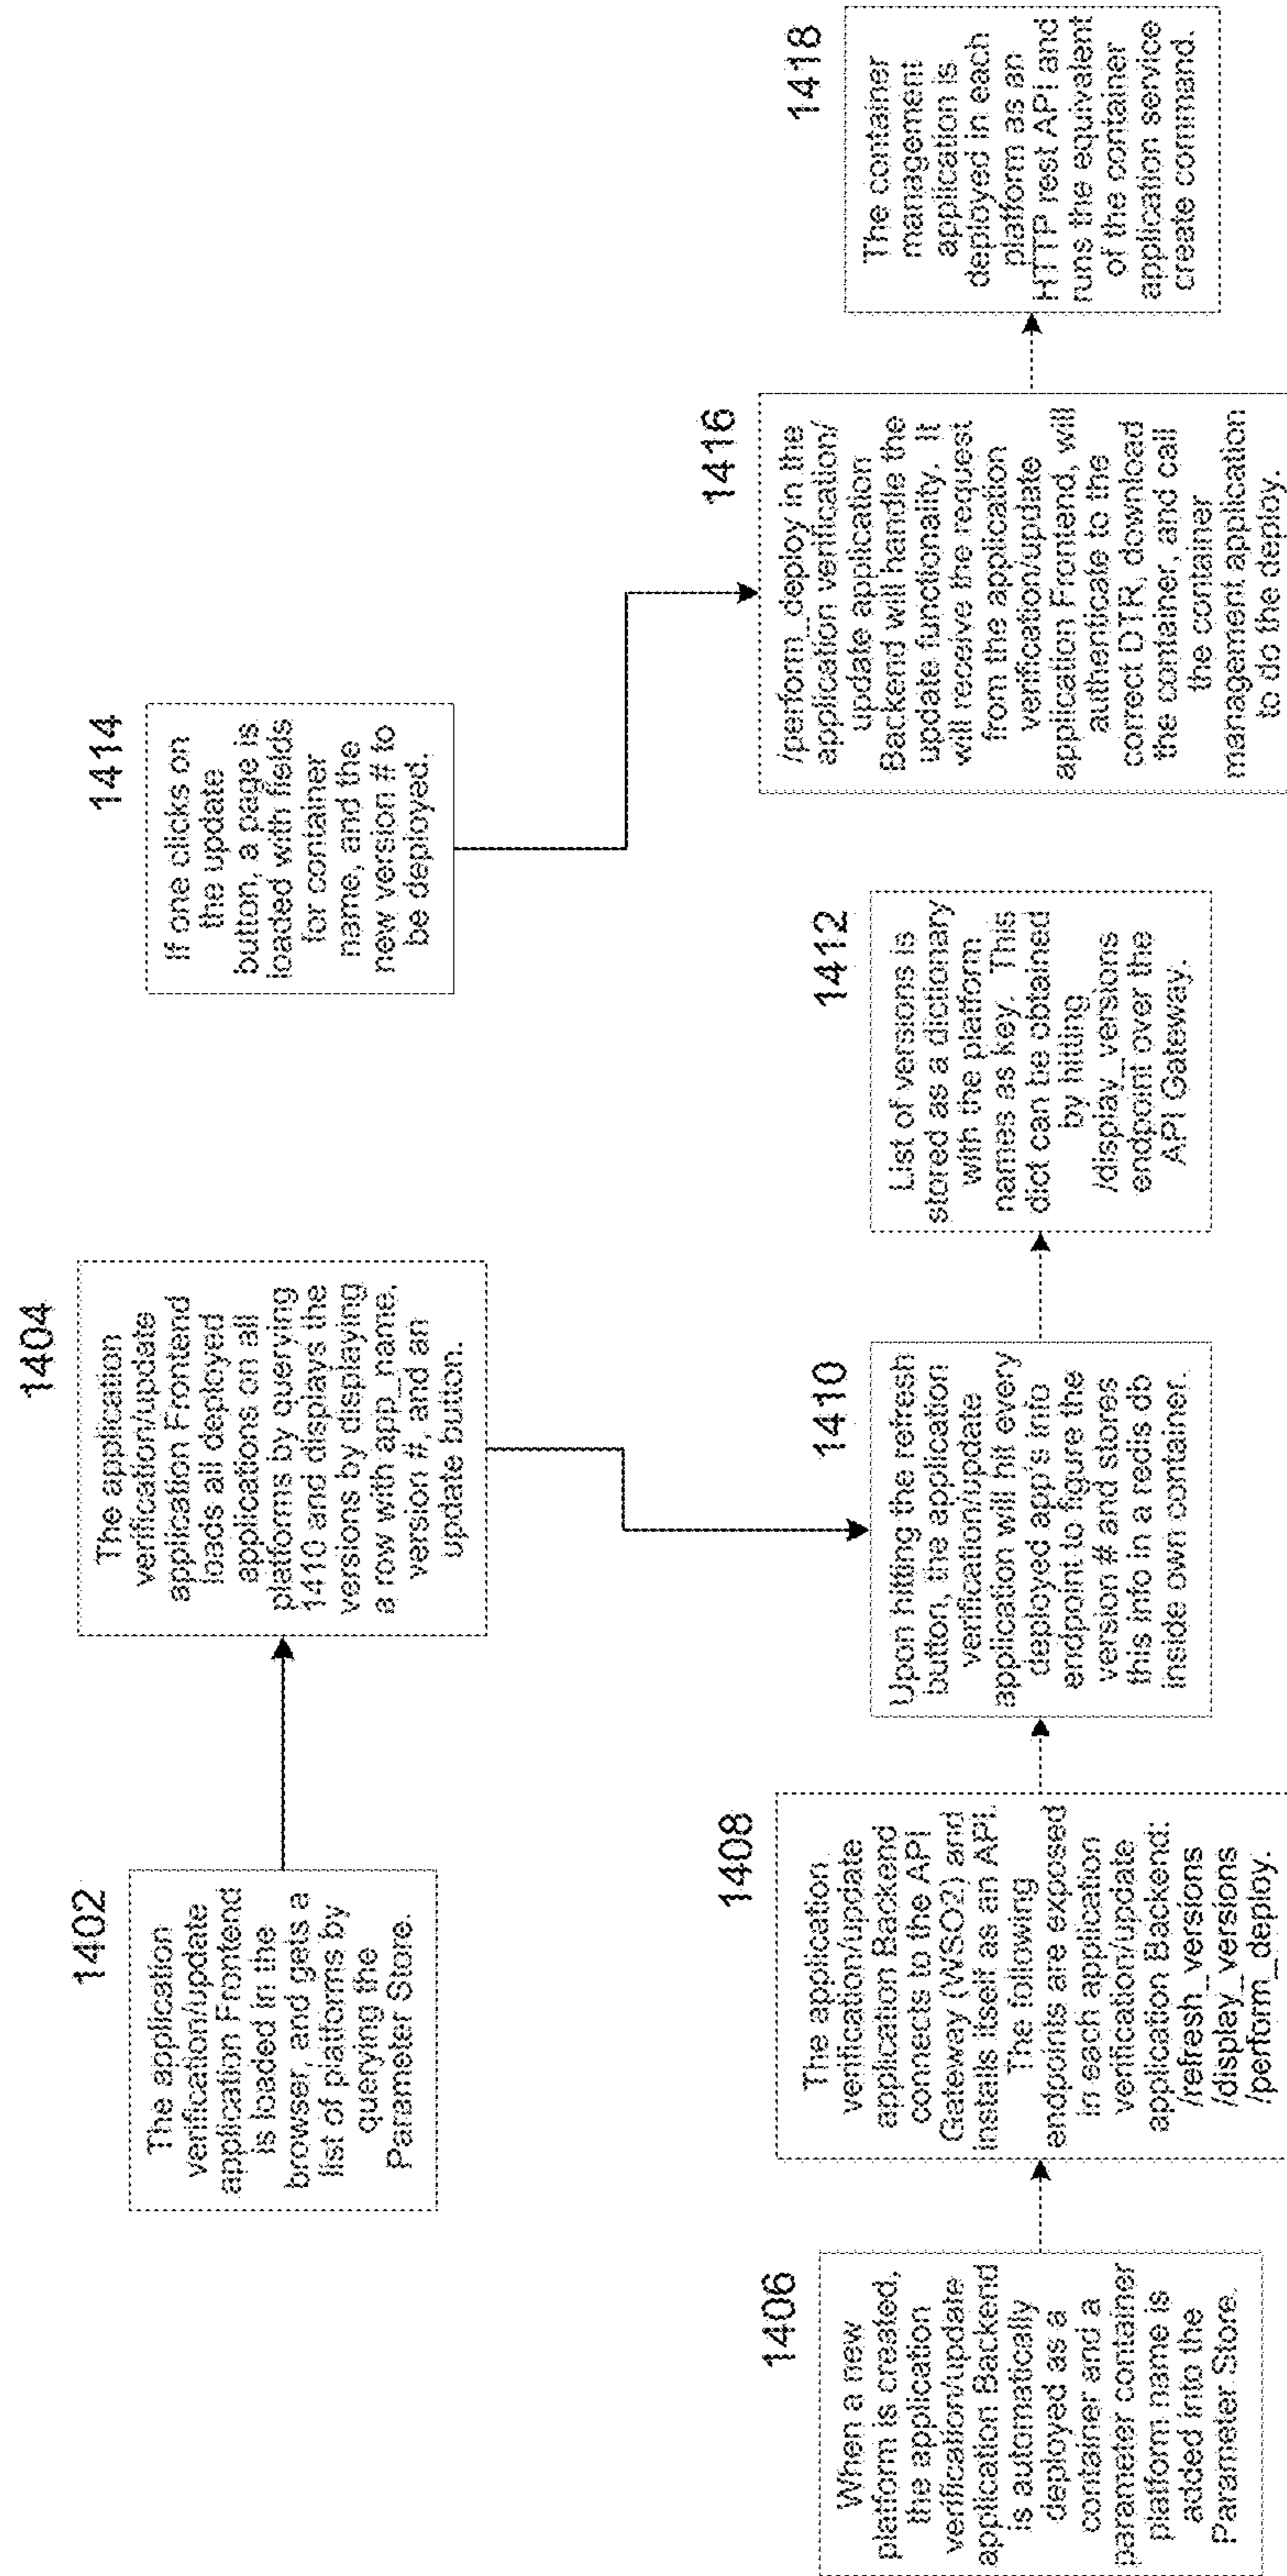 1402
The application
verification/update
application Frontend
is loaded in the
browser, and gets a
list of platforms by
querying the
Parameter Store.
1404
The application
verification/update
application Frontend
loads all deployed
applications on all
platforms by querying
1410 and displays the
versions by displaying
a row with app_name,
version #, and an
update button.
1414
If one clicks on
the update
button, a page is
loaded with fields
for container
name, and the
new version # to
be deployed.
1406
When a new
platform is created,
the application
verification/update
application Backend
is automatically
deployed as a
container and a
parameter container
platform name is
added into the
Parameter Store.
1408
The application
verification/update
application Backend
connects to the API
Gateway (WSO2) and
installs itself as an API.
The following
endpoints are exposed
in each application
verification/update
application Backend:
/refresh_versions
/display_versions
/perform_deploy.
1410
Upon hitting the refresh
button, the application
verification/update
application will hit every
deployed app's into
endpoint to figure the
version # and stores
this info in a redis db
inside own container.
1412
List of versions is
stored as a dictionary
with the platform
names as key. This
dict can be obtained
by hitting
/display_versions
endpoint over the
API Gateway.
1416
/perform_deploy in the
application verification/
update application
Backend will handle the
update functionality. It
will receive the request
from the application
verification/update
application Frontend, will
authenticate to the
correct DTR, download
the container, and call
the container
management application
to do the deploy.
1418
The container
management
application is
deployed in each
platform as an
HTTP rest API and
runs the equivalent
of the container
application service
create command.